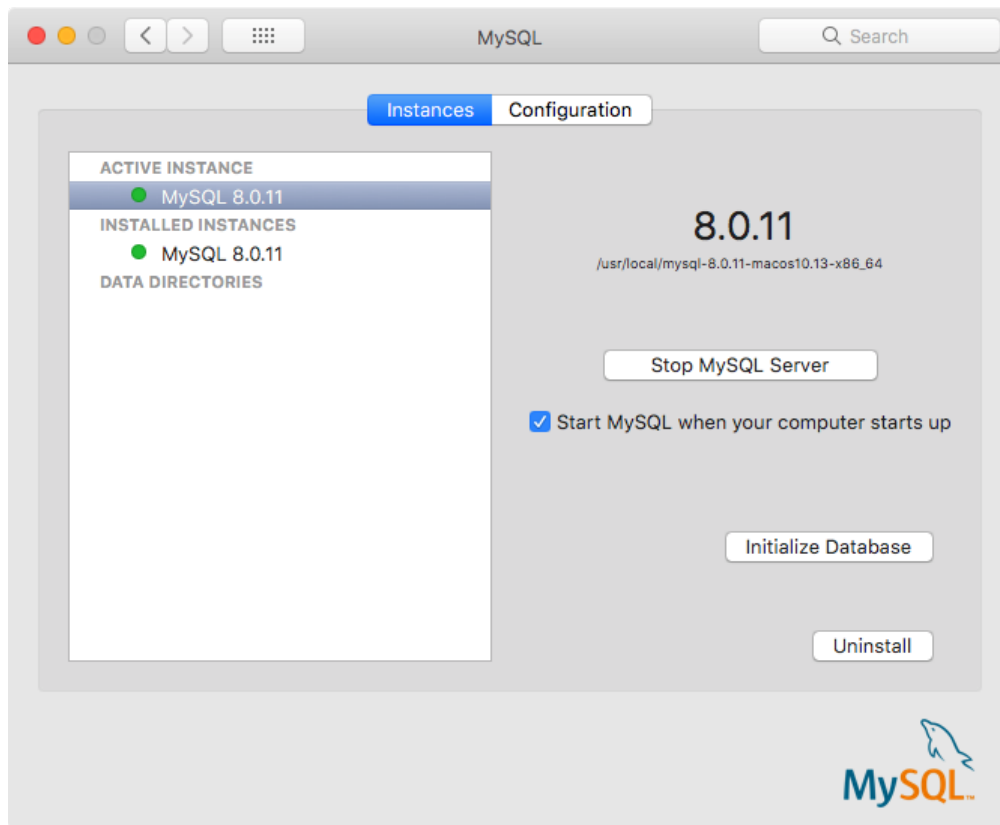 MySQL
Search
Instances
Configuration
ACTIVE INSTANCE
MySQL 8.0.11
INSTALLED INSTANCES
MySQL 8.0.11
DATA DIRECTORIES
8.0.11
/usr/local/mysql-8.0.11-macos10.13-x86_64
Stop MySQL Server
Start MySQL when your computer starts up
Initialize Database
Uninstall
MySQL™